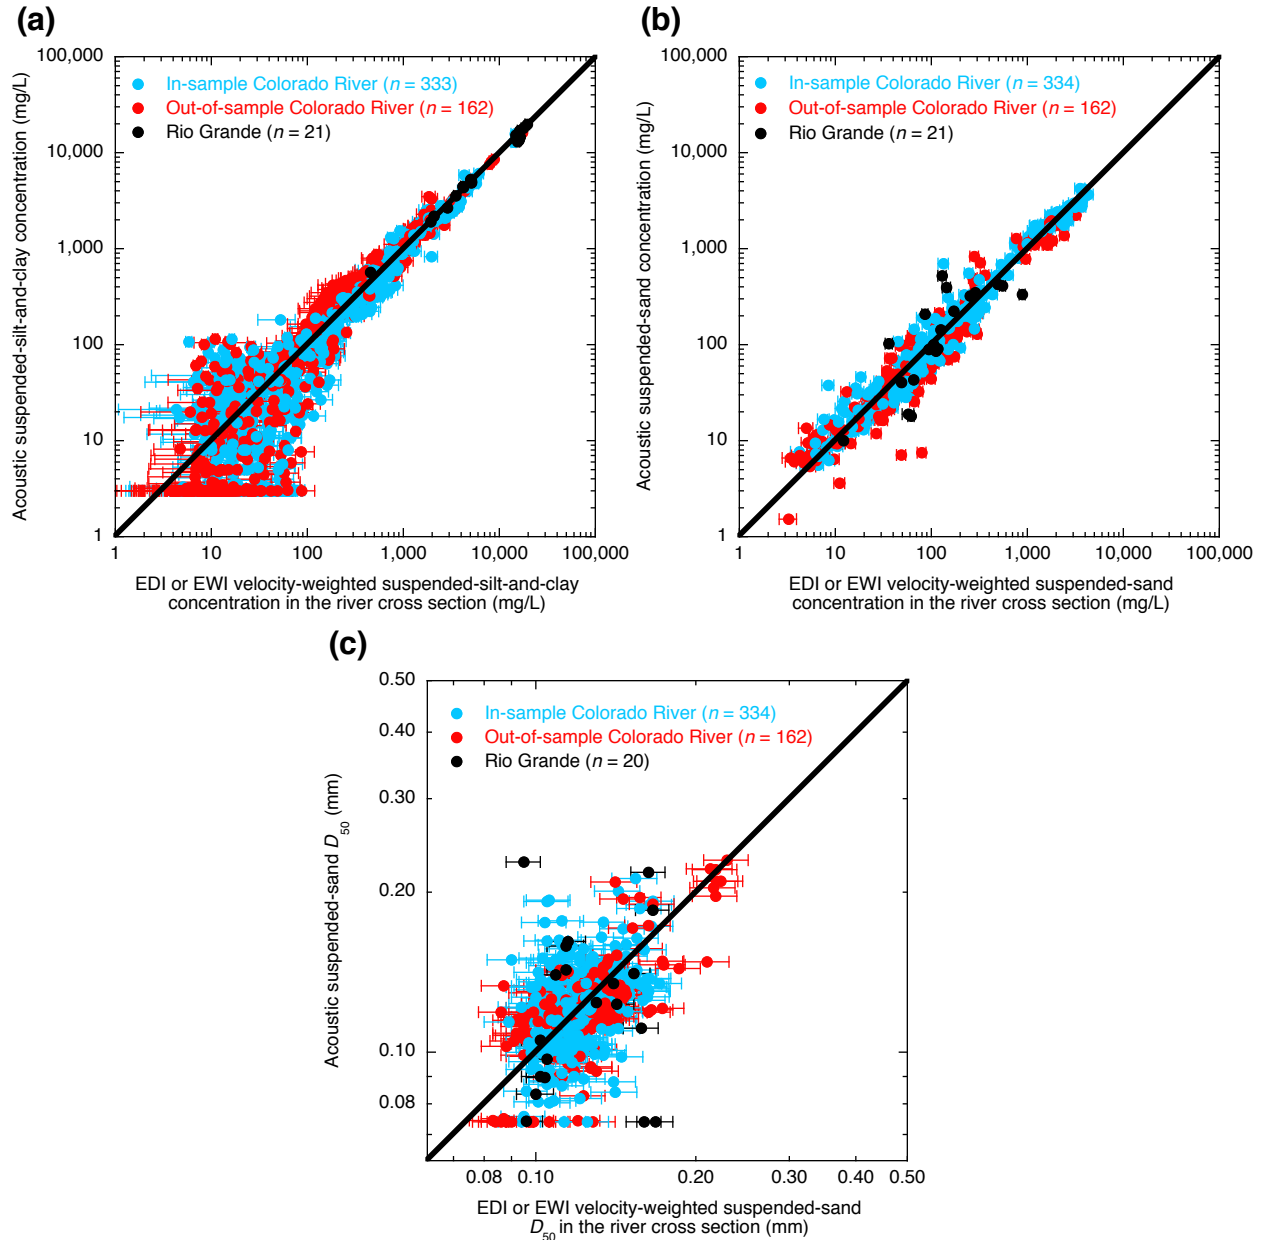 (a)
Acoustic suspended-silt-and-clay concentration (mg/L)
100,000
10,000
1,000
100
10
1
In-sample Colorado River (n = 333)
Out-of-sample Colorado River (n = 162)
Rio Grande (n = 21)
1
10
100
1,000
10,000
100,000
EDI or EWI velocity-weighted suspended-silt-and-clay
concentration in the river cross section (mg/L)
(b)
Acoustic suspended-sand concentration (mg/L)
100,000
10,000
1,000
100
10
1
In-sample Colorado River (n = 334)
Out-of-sample Colorado River (n = 162)
Rio Grande (n = 21)
1
10
100
1,000
10,000
100,000
EDI or EWI velocity-weighted suspended-sand
concentration in the river cross section (mg/L)
(c)
Acoustic suspended-sand D50 (mm)
0.50
0.40
0.30
0.20
0.10
0.08
In-sample Colorado River (n = 334)
Out-of-sample Colorado River (n = 162)
Rio Grande (n = 20)
0.08
0.10
0.20
0.30
0.50
EDI or EWI velocity-weighted suspended-sand
D50 in the river cross section (mm)